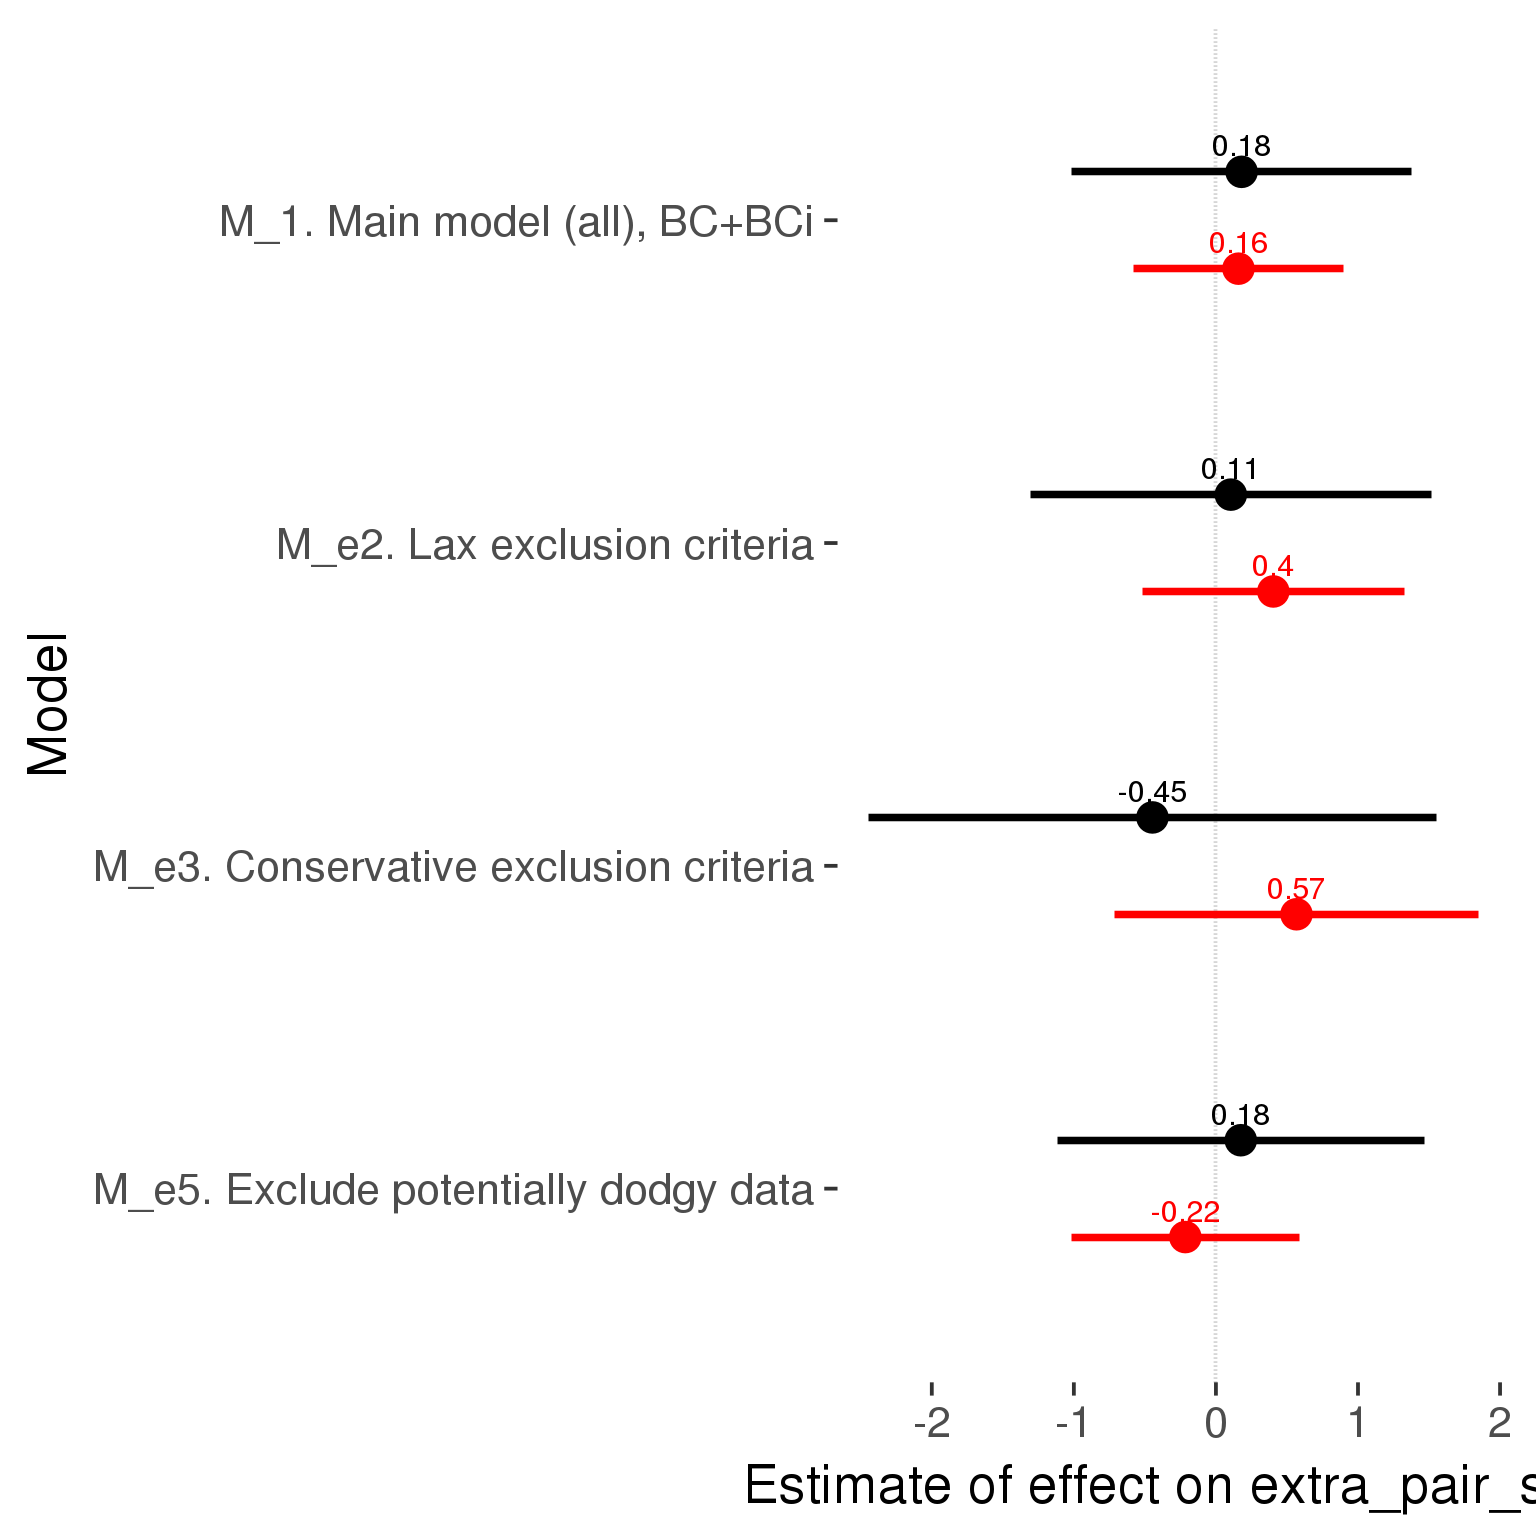 0.18
M_1. Main model (all), BC+BCi
0.16
0.11
M_e2. Lax exclusion criteria
0.4
Model
-0.45
M_e3. Conservative exclusion criteria
0.57
0.18
M_e5. Exclude potentially dodgy data
-0.22
-2 -1 0 1 2
Estimate of effect on extra_pair_s